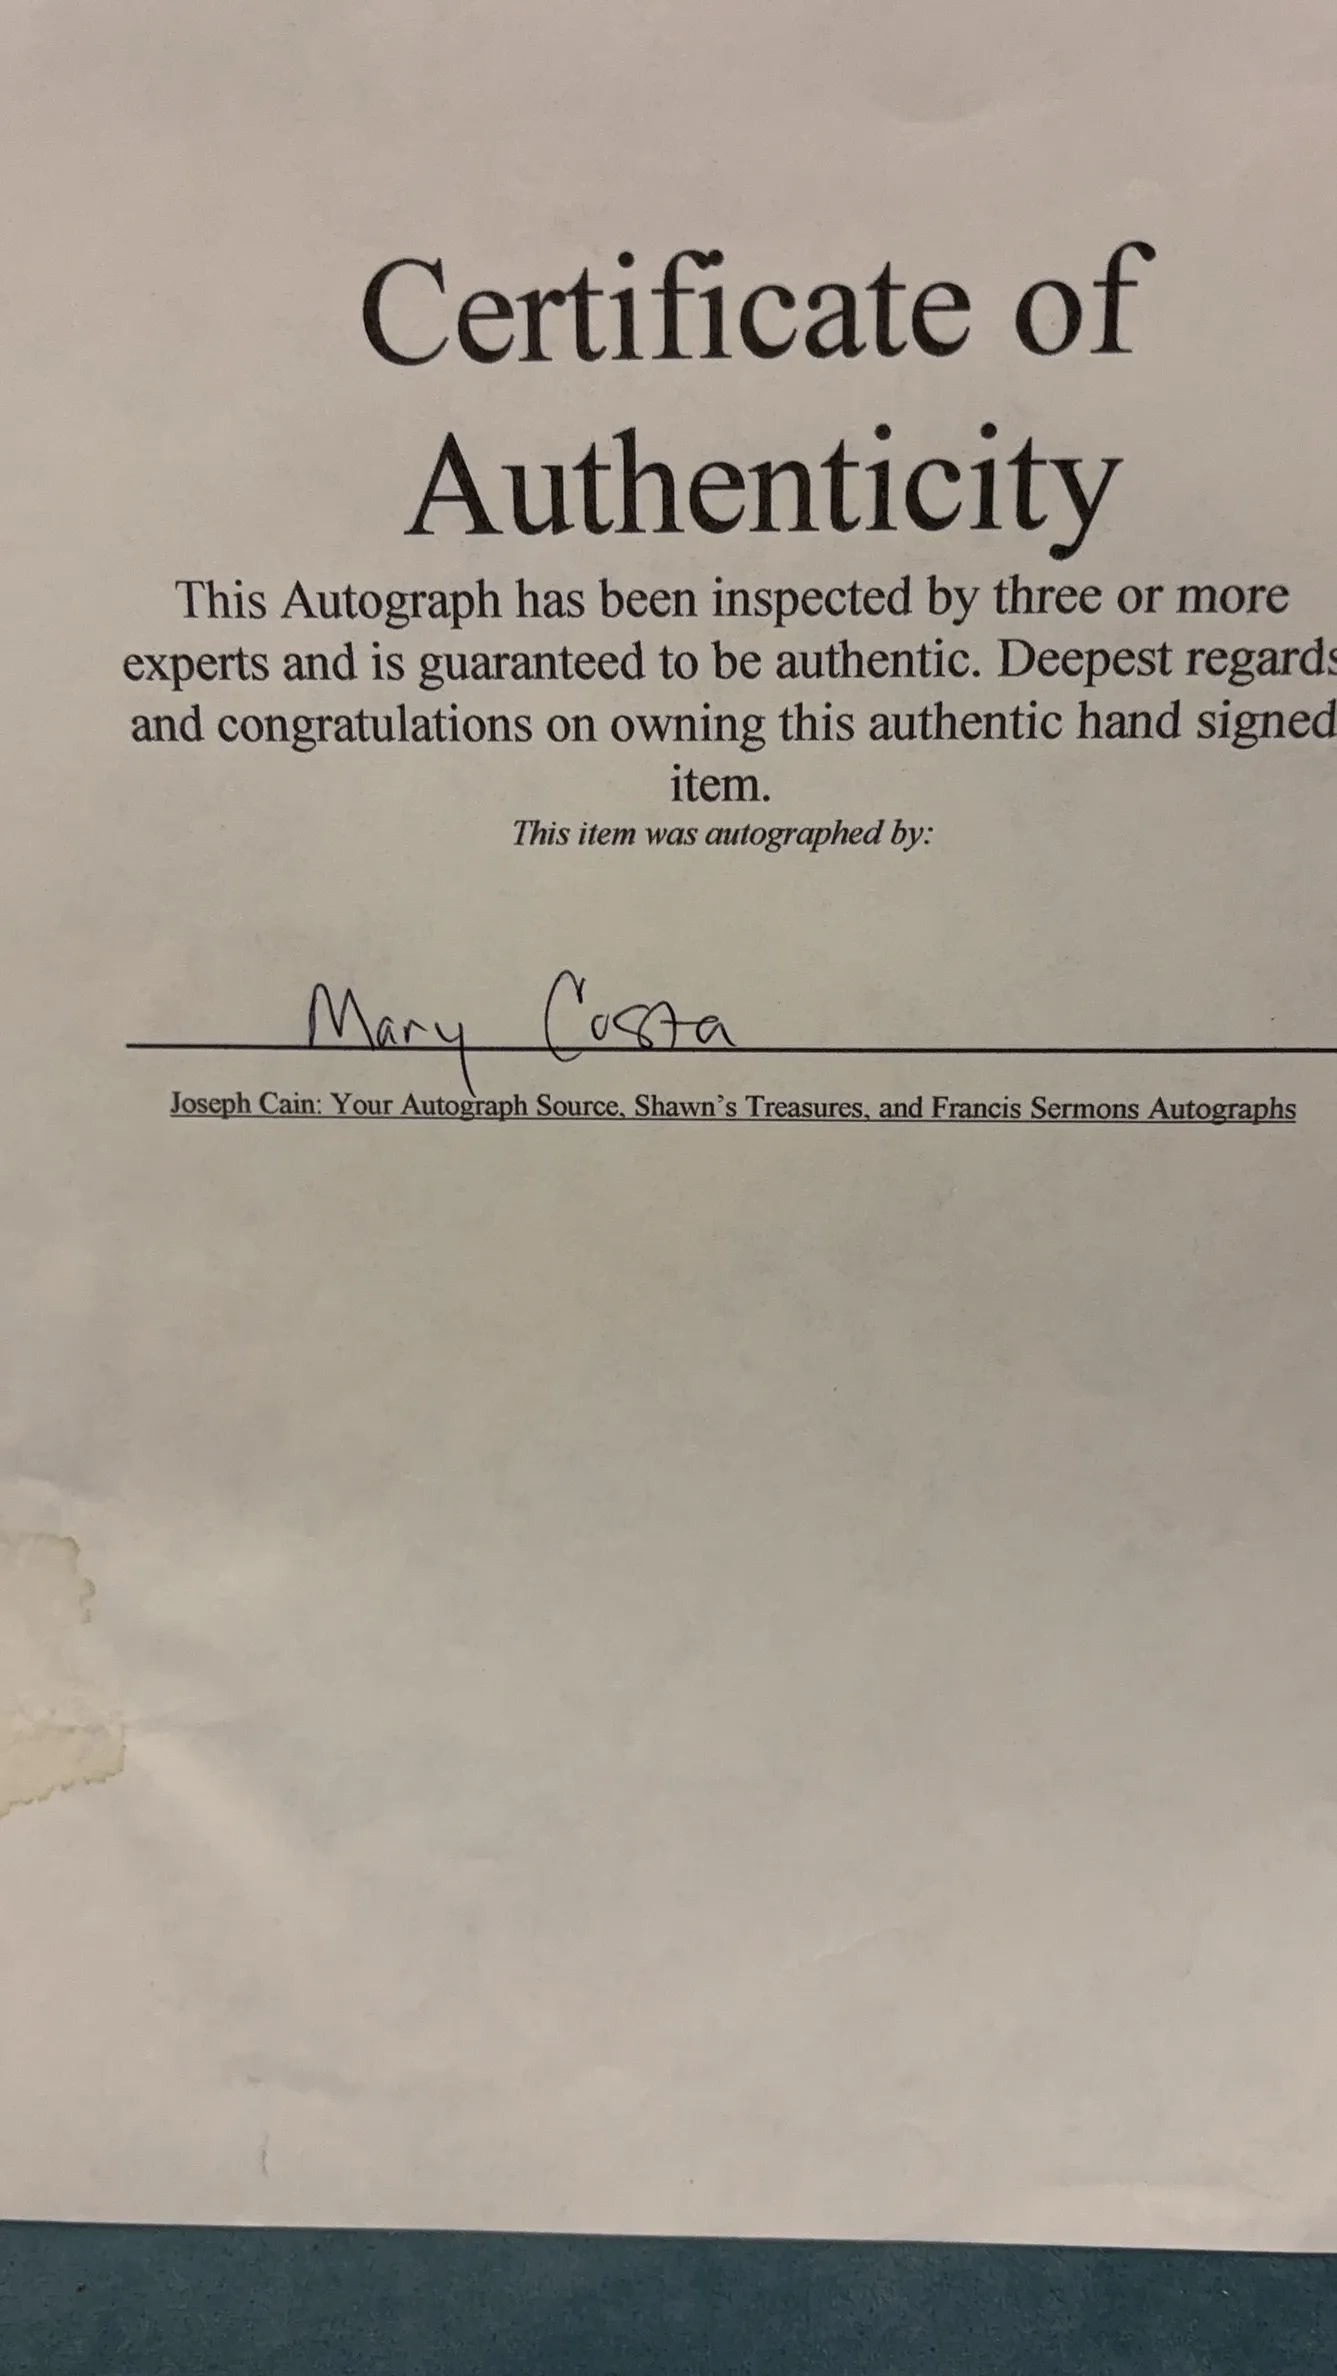 Certificate of
Authenticity
This Autograph has been inspected by three or more
experts and is guaranteed to be authentic. Deepest regards
and congratulations on owning this authentic hand signed
item.
This item was autographed by:
Mary Costa
Joseph Cain: Your Autograph Source, Shawn's Treasures, and Francis Sermons Autographs